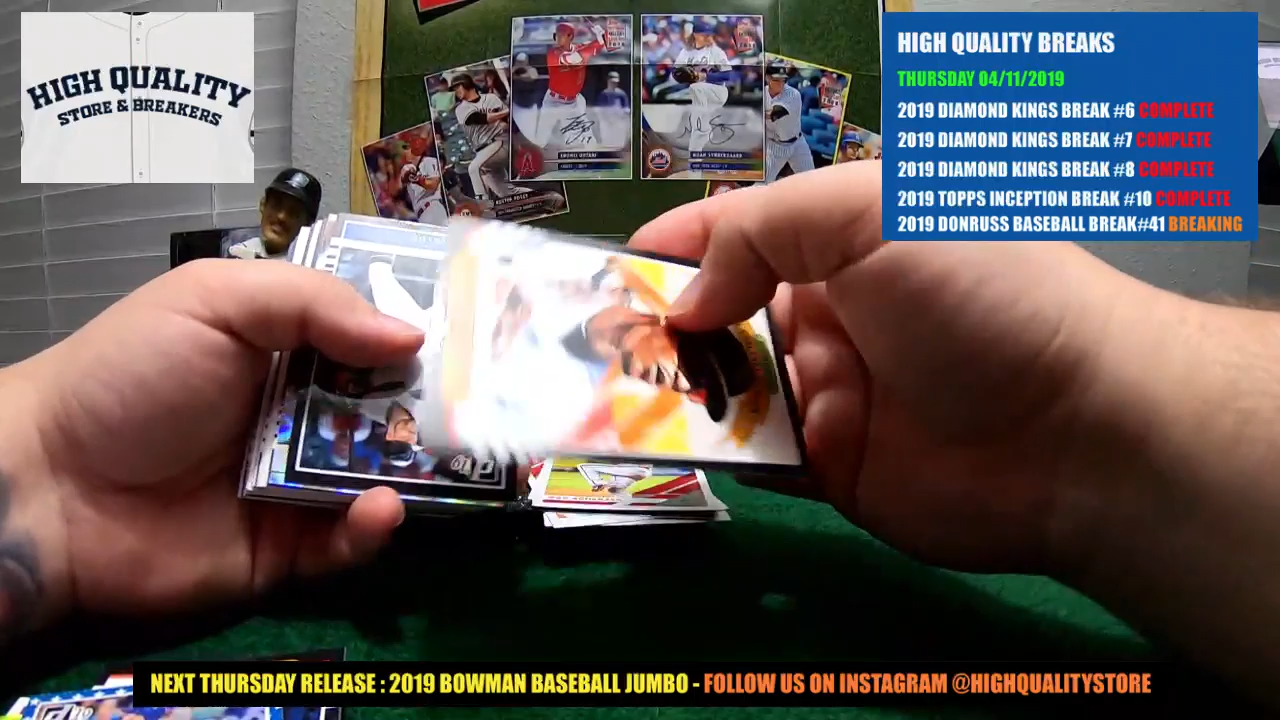 HIGH QUALITY
STORE & BREAKERS
HIGH QUALITY BREAKS
THURSDAY 04/11/2019
2019 DIAMOND KINGS BREAK #6 COMPLETE
2019 DIAMOND KINGS BREAK #7 COMPLETE
2019 DIAMOND KINGS BREAK #8 COMPLETE
2019 TOPPS INCEPTION BREAK #10 COMPLETE
2019 DONRUSS BASEBALL BREAK#41 BREAKING
NEXT THURSDAY RELEASE : 2019 BOWMAN BASEBALL JUMBO - FOLLOW US ON INSTAGRAM @HIGHQUALITYSTORE